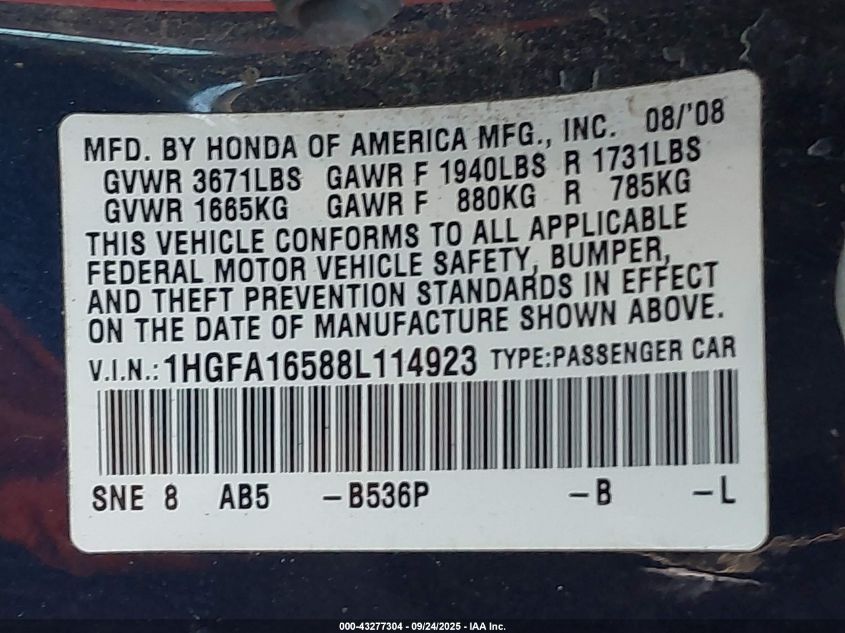 MFD. BY HONDA OF AMERICA MFG., INC. 08/'08
GVWR 3671LBS GAWR F 1940LBS R 1731LBS
GVWR 1665KG GAWR F 880KG R 785KG
THIS VEHICLE CONFORMS TO ALL APPLICABLE
FEDERAL MOTOR VEHICLE SAFETY, BUMPER,
AND THEFT PREVENTION STANDARDS IN EFFECT
ON THE DATE OF MANUFACTURE SHOWN ABOVE.
V.I.N.: 1HGFA16588L114923 TYPE:PASSENGER CAR
SNE 8 AB5 -B536P -B -L
000-43277304 - 09/24/2025 - IAA Inc.